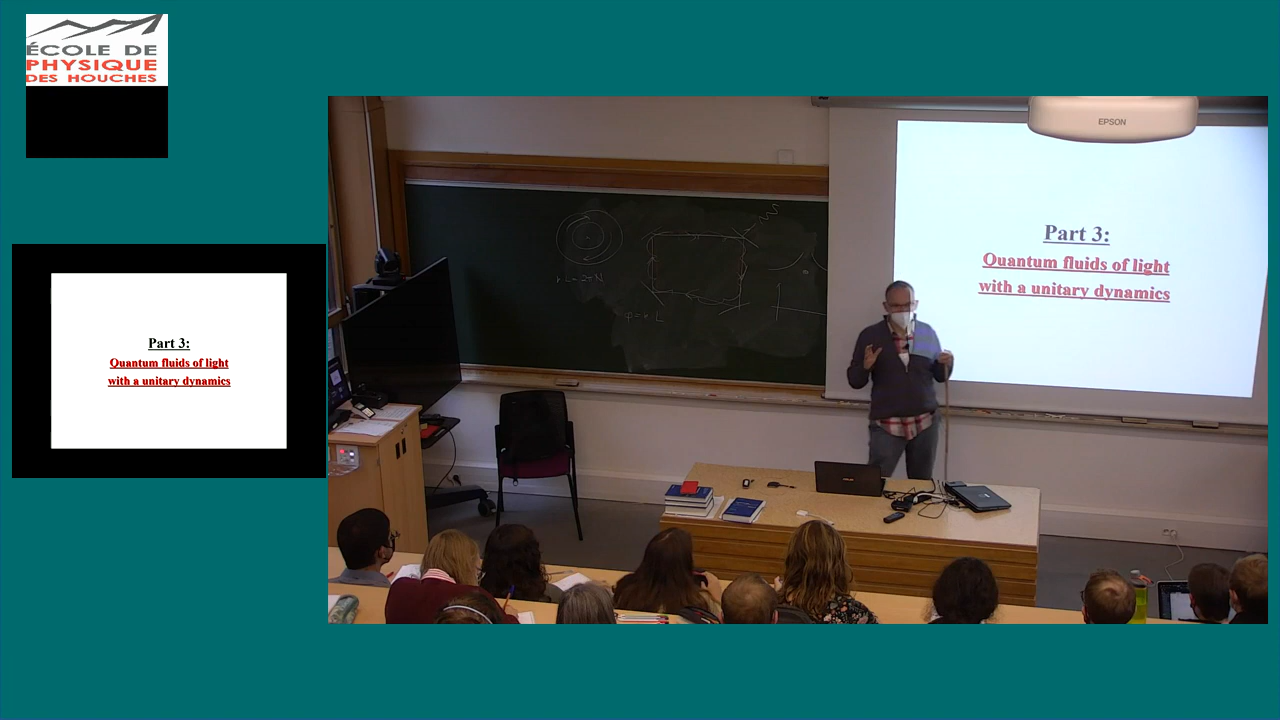 ÉCOLE DE
PHYSIQUE
DES HOUCHES
Part 3:
Quantum fluids of light
with a unitary dynamics
EPSON
Part 3:
Quantum fluids of light
with a unitary dynamics